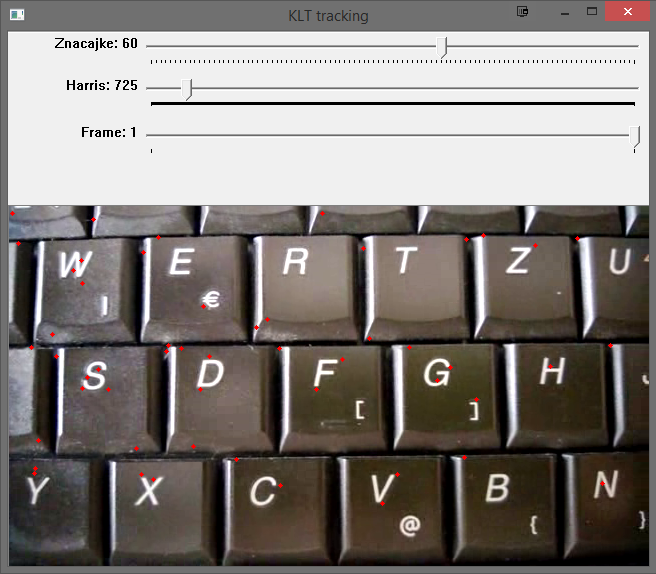 KLT tracking
Znacajke: 60
Harris: 725
Frame: 1
W E R T Z U
| €
S D F G H
[ ]
Y X C V B N
@ { }